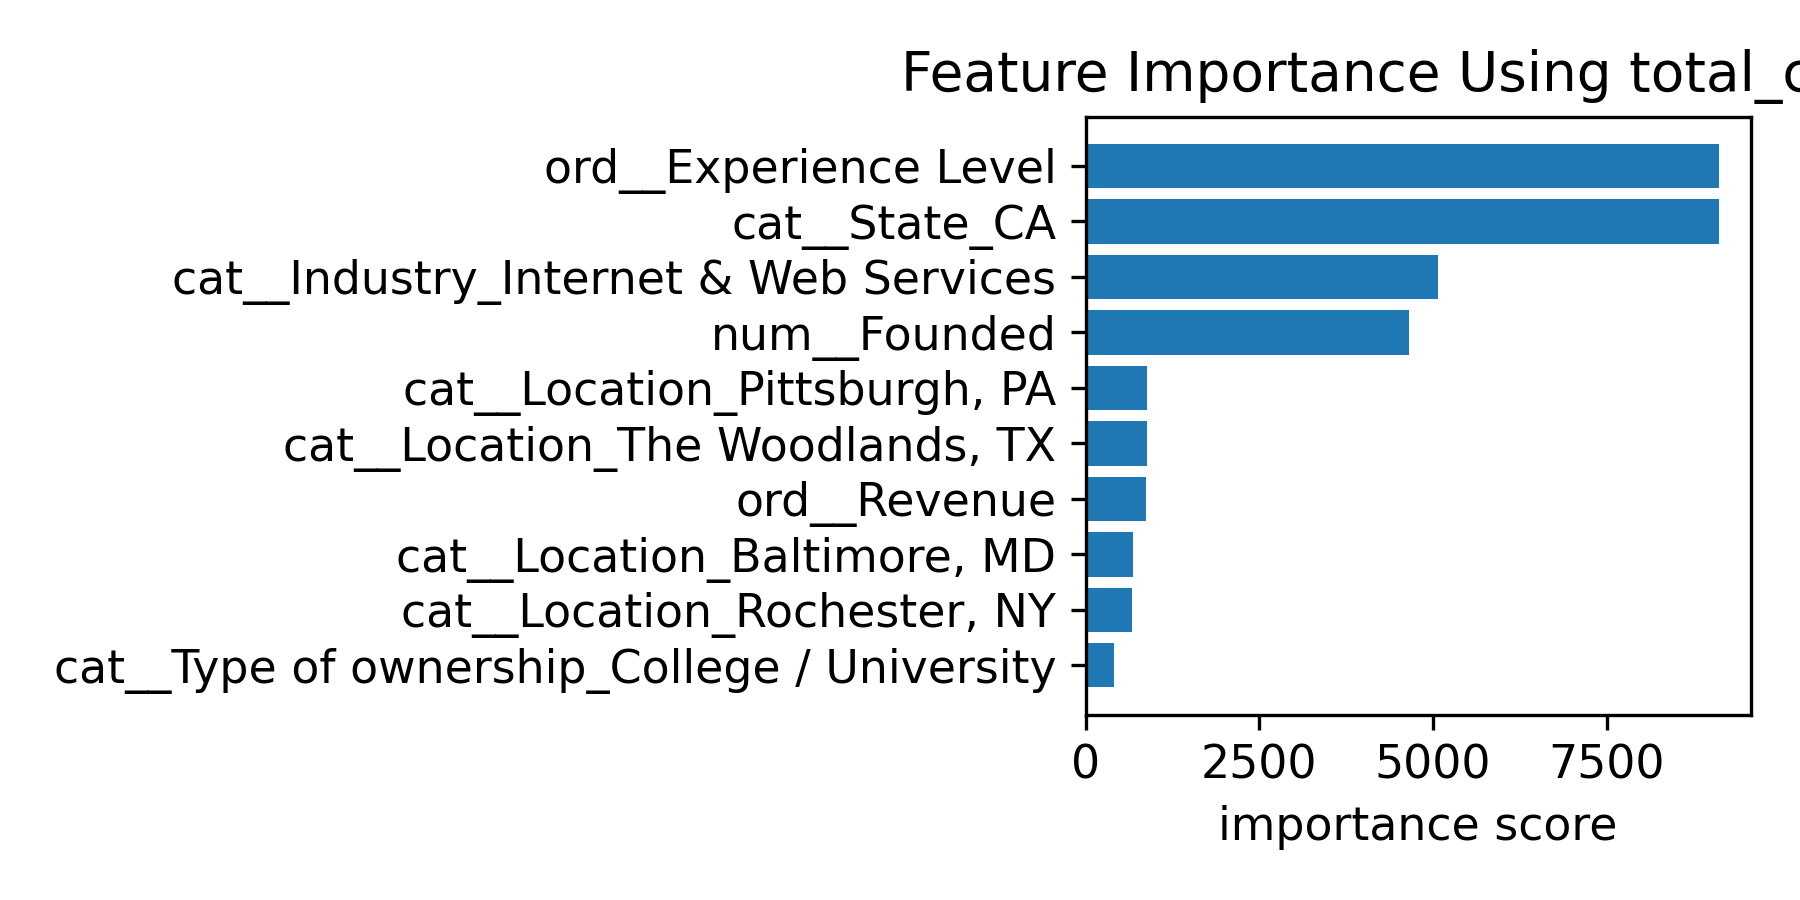 Feature Importance Using total_c
ord__Experience Level
cat__State_CA
cat__Industry_Internet & Web Services
num__Founded
cat__Location_Pittsburgh, PA
cat__Location_The Woodlands, TX
ord__Revenue
cat__Location_Baltimore, MD
cat__Location_Rochester, NY
cat__Type of ownership_College / University
0 2500 5000 7500
importance score